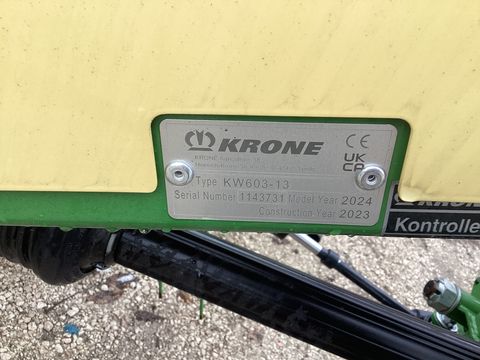 KRONE
CE
UK
CA
Type KW603-13
Serial Number 1143731 Model Year 2024
Construction-Year 2023
KRONE
Kontrolle